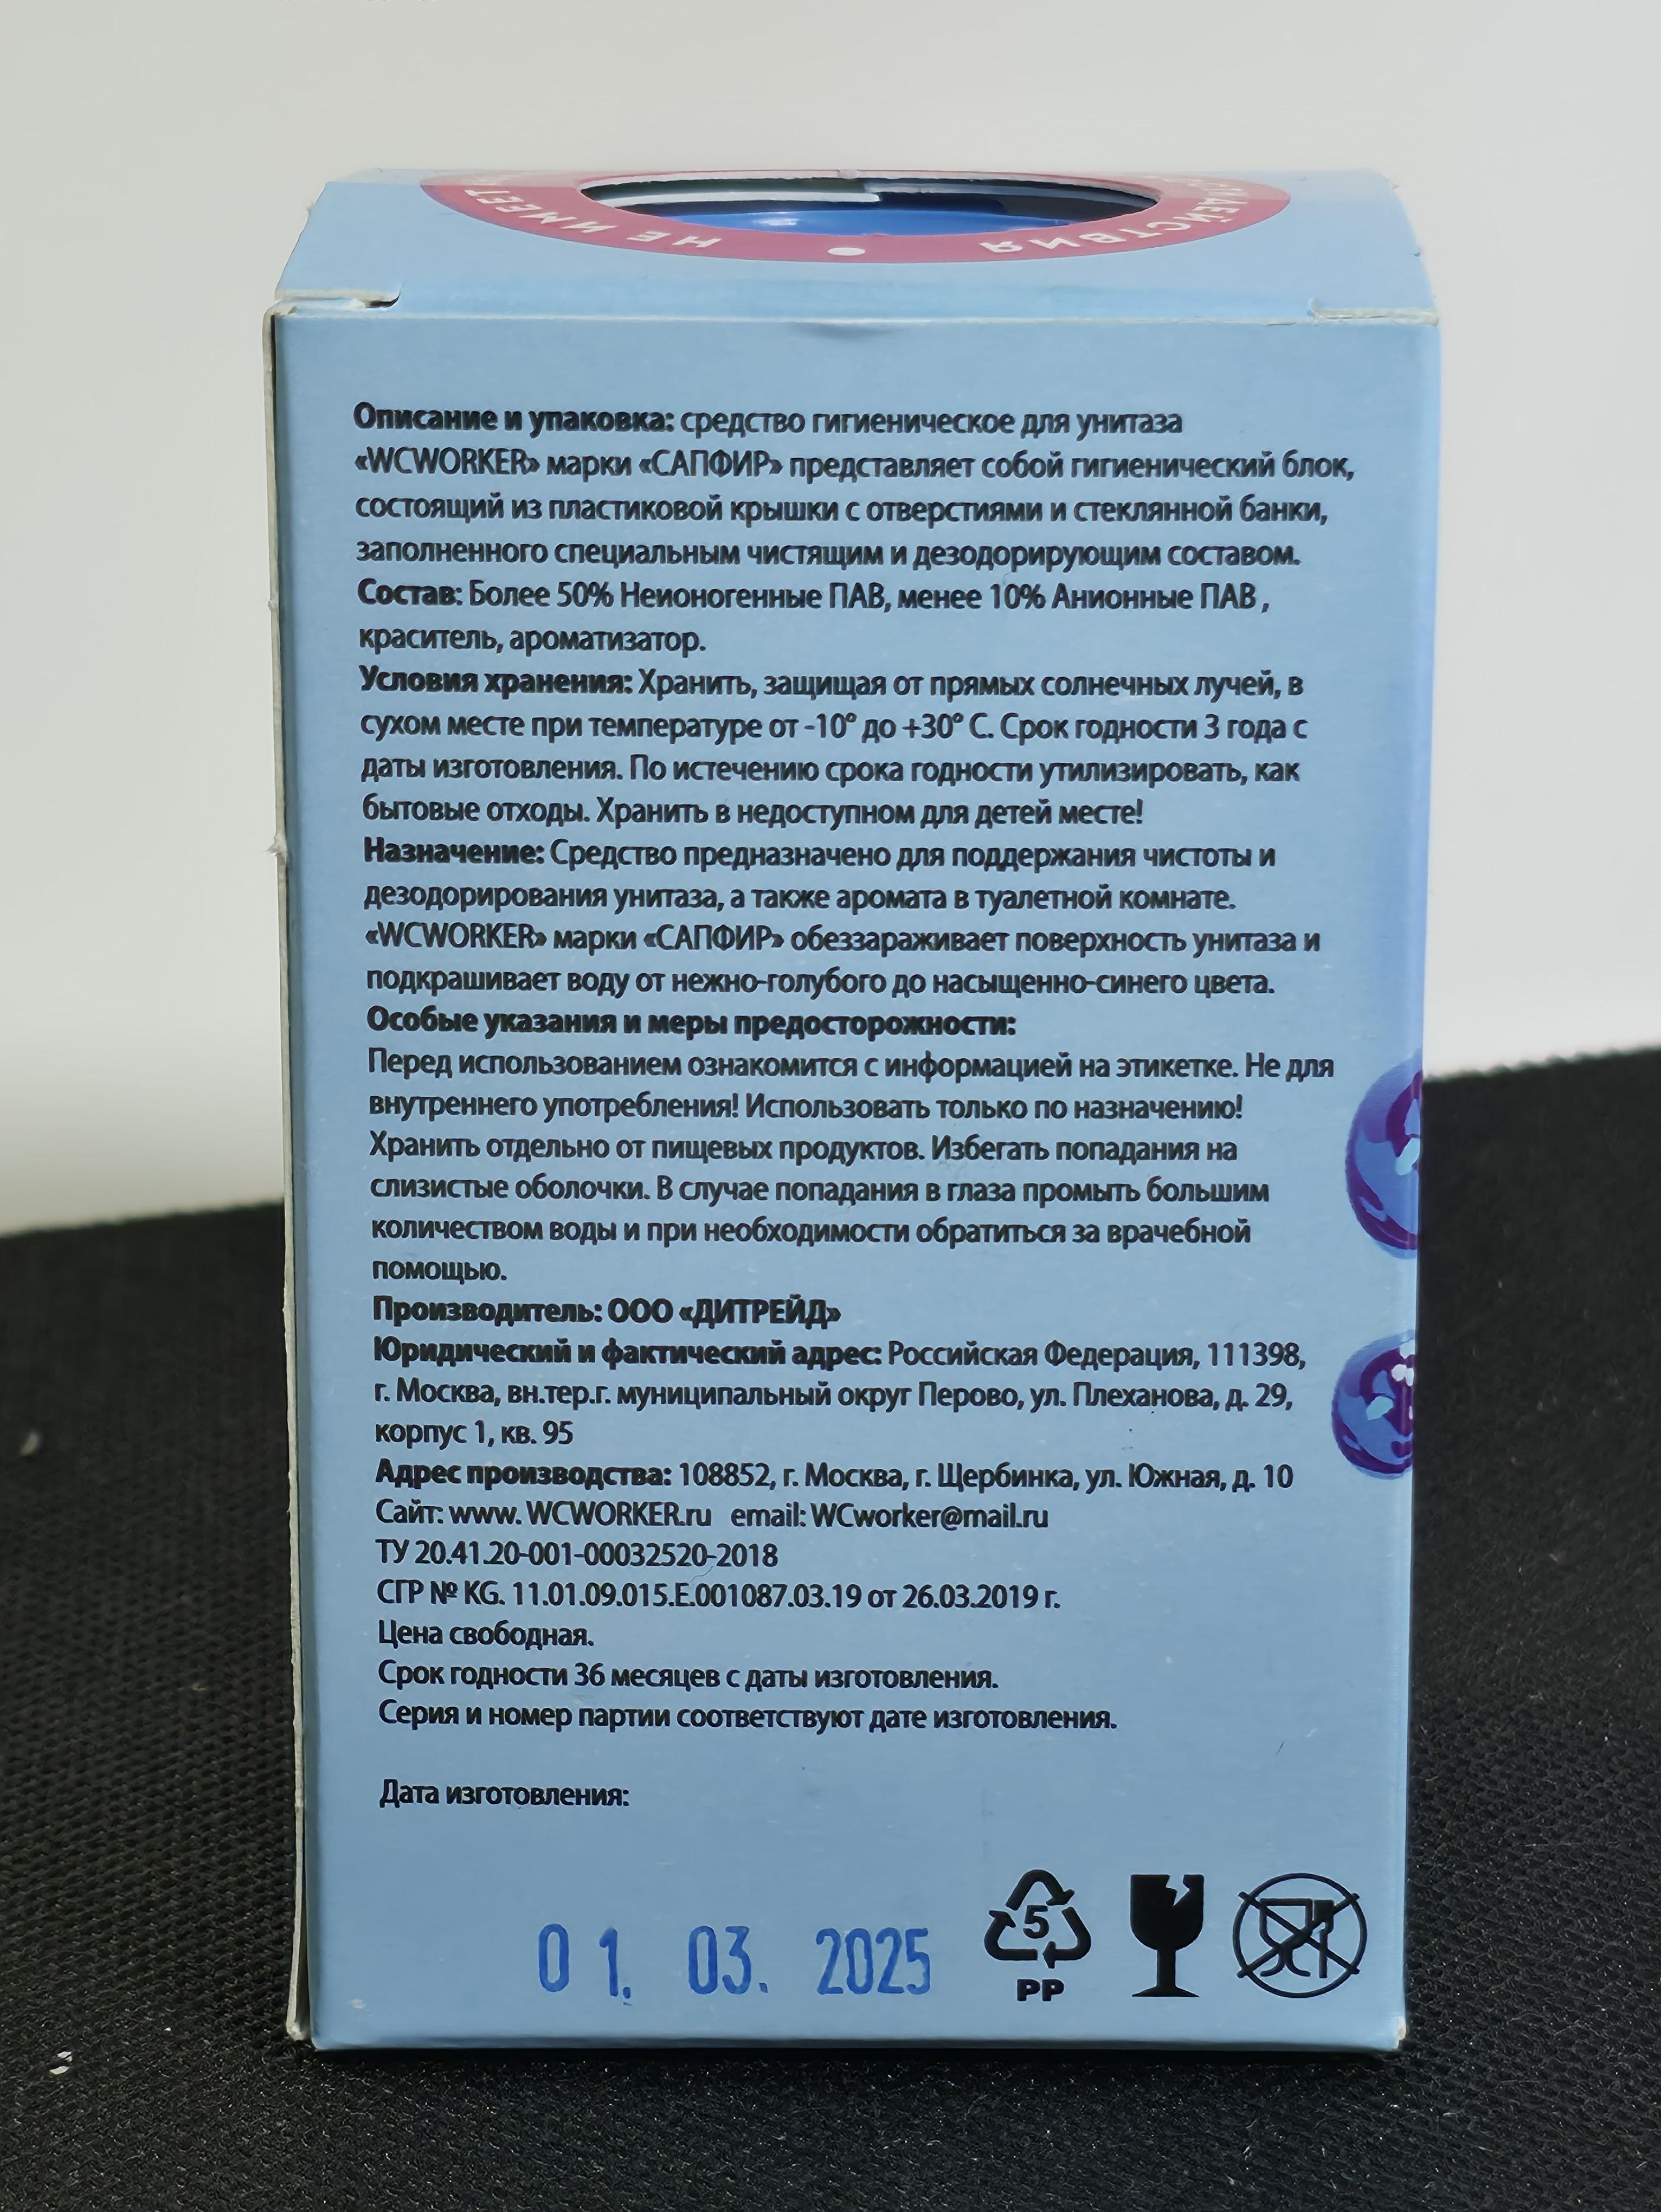 НЕ ИМЕЕТ
ДЕЙСТВИЯ
Описание и упаковка: средство гигиеническое для унитаза
«WCWORKER» марки «САПФИР» представляет собой гигиенический блок,
состоящий из пластиковой крышки с отверстиями и стеклянной банки,
заполненного специальным чистящим и дезодорирующим составом.
Состав: Более 50% Неионогенные ПАВ, менее 10% Анионные ПАВ ,
краситель, ароматизатор.
Условия хранения: Хранить, защищая от прямых солнечных лучей, в
сухом месте при температуре от -10° до +30° С. Срок годности 3 года с
даты изготовления. По истечению срока годности утилизировать, как
бытовые отходы. Хранить в недоступном для детей месте!
Назначение: Средство предназначено для поддержания чистоты и
дезодорирования унитаза, а также аромата в туалетной комнате.
«WCWORKER» марки «САПФИР» обеззараживает поверхность унитаза и
подкрашивает воду от нежно-голубого до насыщенно-синего цвета.
Особые указания и меры предосторожности:
Перед использованием ознакомится с информацией на этикетке. Не для
внутреннего употребления! Использовать только по назначению!
Хранить отдельно от пищевых продуктов. Избегать попадания на
слизистые оболочки. В случае попадания в глаза промыть большим
количеством воды и при необходимости обратиться за врачебной
помощью.
Производитель: ООО «ДИТРЕЙД»
Юридический и фактический адрес: Российская Федерация, 111398,
г. Москва, вн.тер.г. муниципальный округ Перово, ул. Плеханова, д. 29,
корпус 1, кв. 95
Адрес производства: 108852, г. Москва, г. Щербинка, ул. Южная, д. 10
Сайт: www. WCWORKER.ru email: WCworker@mail.ru
ТУ 20.41.20-001-00032520-2018
СГР № KG. 11.01.09.015.Е.001087.03.19 от 26.03.2019 г.
Цена свободная.
Срок годности 36 месяцев с даты изготовления.
Серия и номер партии соответствуют дате изготовления.
Дата изготовления:
01. 03. 2025
5
PP